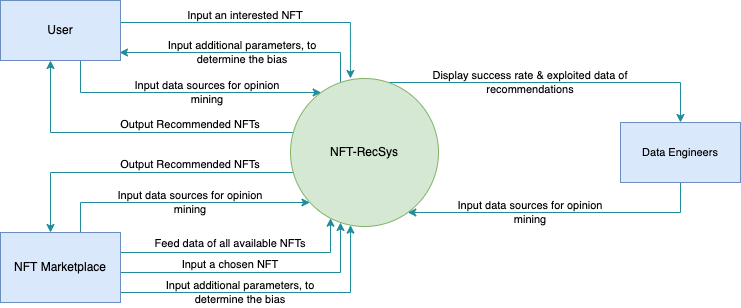 Input an interested NFT
User
Input additional parameters, to
determine the bias
Display success rate & exploited data of
recommendations
Input data sources for opinion
mining
Output Recommended NFTs
NFT-RecSys
Data Engineers
Output Recommended NFTs
Input data sources for opinion
mining
Input data sources for opinion
mining
Feed data of all available NFTs
NFT Marketplace
Input a chosen NFT
Input additional parameters, to
determine the bias